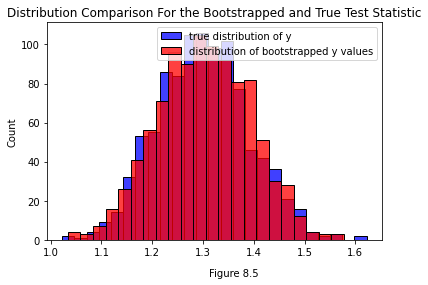 Distribution Comparison For the Bootstrapped and True Test Statistic
true distribution of y
distribution of bootstrapped y values
Count
100
80
60
40
20
0
1.0 1.1 1.2 1.3 1.4 1.5 1.6
Figure 8.5